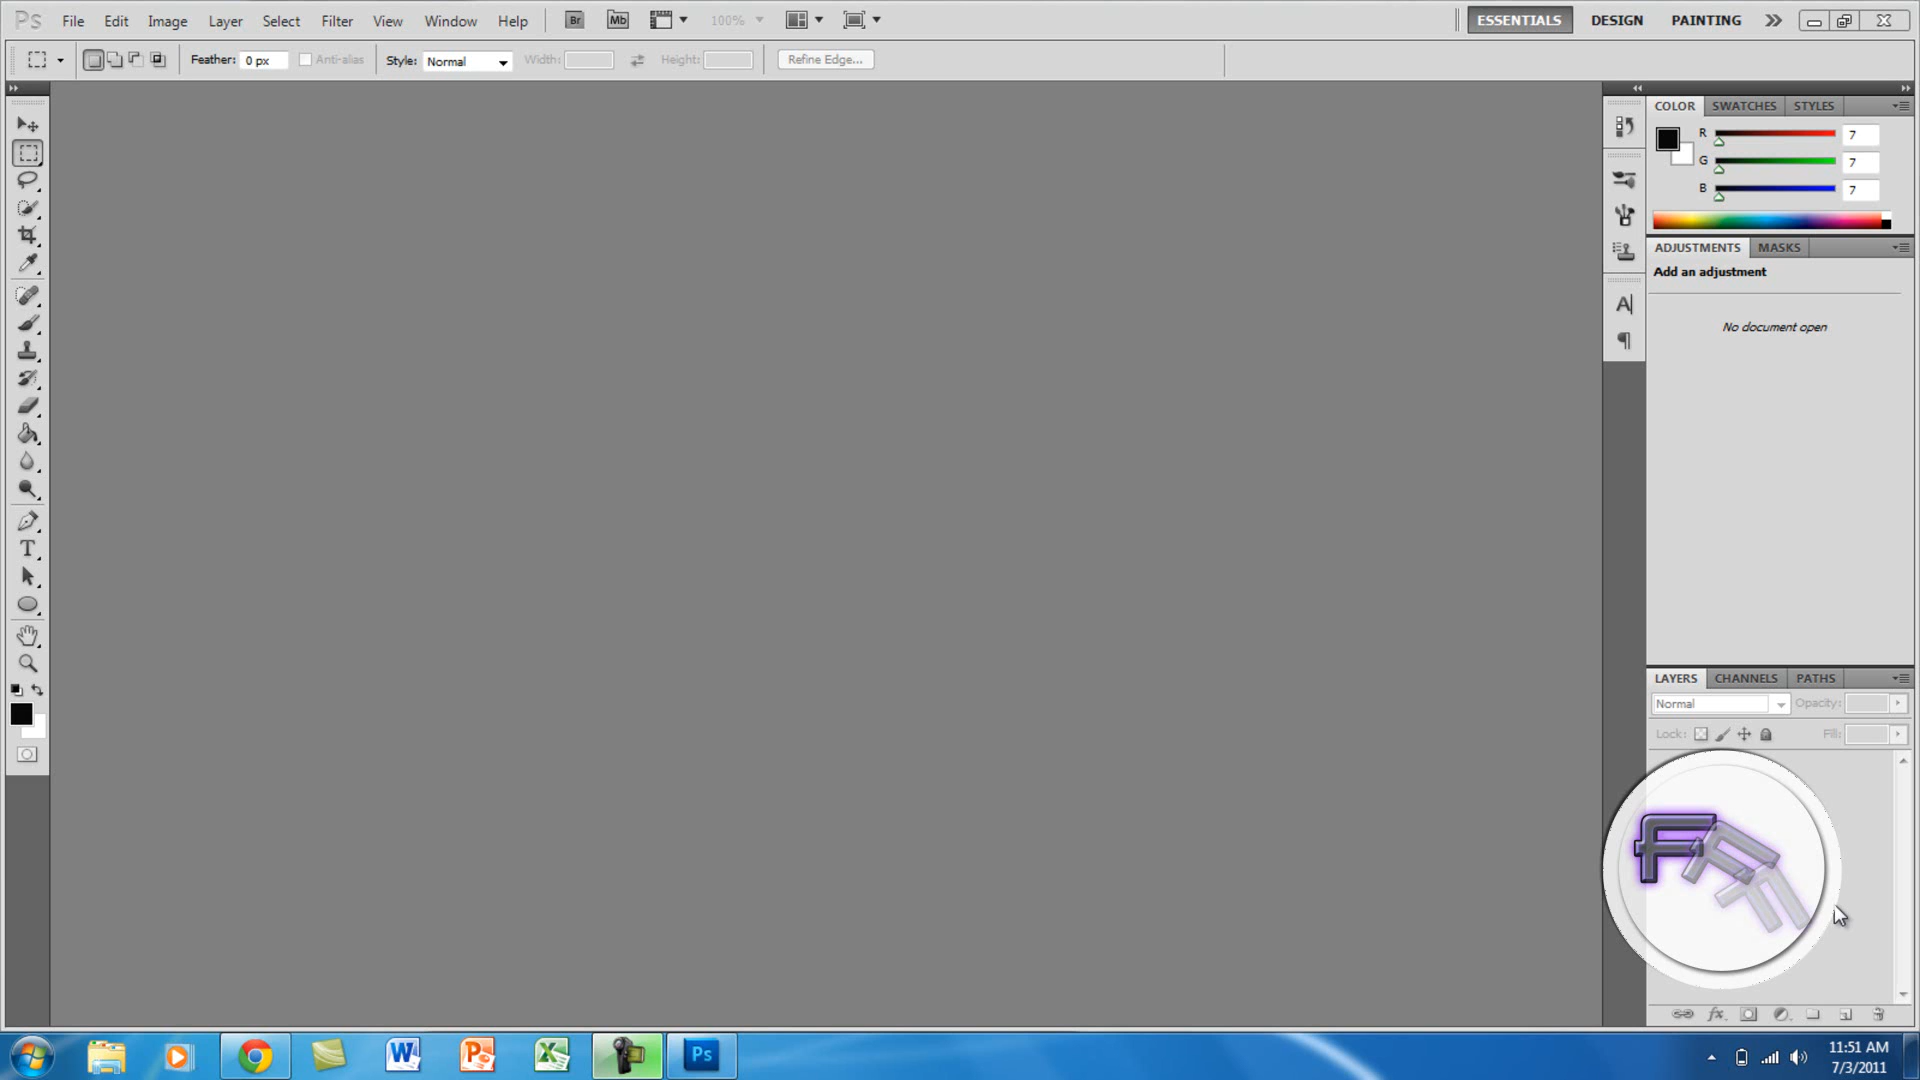 Ps File Edit Image Layer Select Filter View Window Help Br Mb 100% ESSENTIALS DESIGN PAINTING
Feather: 0 px Anti-alias Style: Normal Width: Height: Refine Edge...
COLOR SWATCHES STYLES
R 7
G 7
B 7
ADJUSTMENTS MASKS
Add an adjustment
No document open
LAYERS CHANNELS PATHS
Normal Opacity:
Lock: Fill:
FFF
11:51 AM
7/3/2011